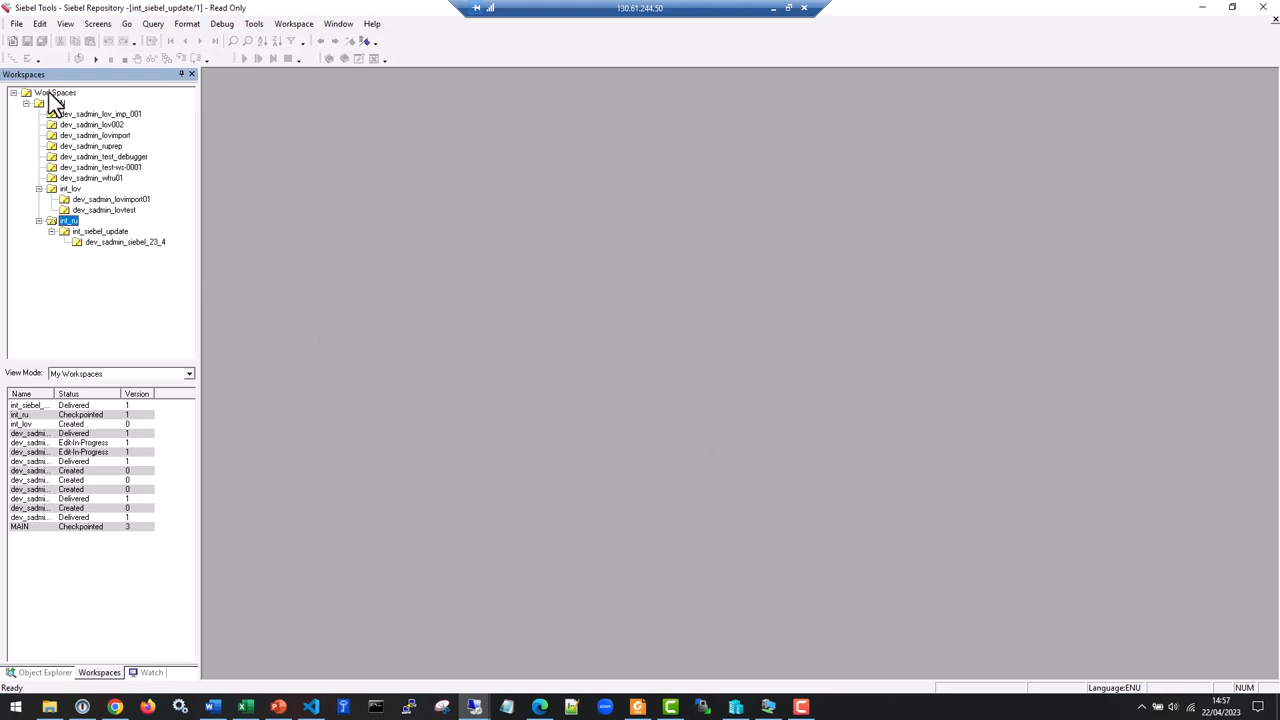 Siebel Tools - Siebel Repository -[int_siebel_update/1] - Read Only
130.61.244.50
File Edit View Screens Go Query Format Debug Tools Workspace Window Help
Workspaces
WorkSpaces
dev_sadmin_lov_imp_001
dev_sadmin_lov002
dev_sadmin_lovimport
dev_sadmin_ruprep
dev_sadmin_test_debugger
dev_sadmin_test-ws-0001
dev_sadmin_wfru01
int_lov
dev_sadmin_lovimport01
dev_sadmin_lovtest
int_ru
int_siebel_update
dev_sadmin_siebel_23_4
View Mode: My Workspaces
Name Status Version
int_siebel_... Delivered 1
int_ru Checkpointed 1
int_lov Created 0
dev_sadmi... Delivered 1
dev_sadmi... Edit-In-Progress 1
dev_sadmi... Edit-In-Progress 1
dev_sadmi... Delivered 1
dev_sadmi... Created 0
dev_sadmi... Created 0
dev_sadmi... Created 0
dev_sadmi... Delivered 1
dev_sadmi... Created 0
dev_sadmi... Delivered 1
MAIN Checkpointed 3
Object Explorer Workspaces Watch
Ready
Language:ENU NUM
14:57
22/04/2023